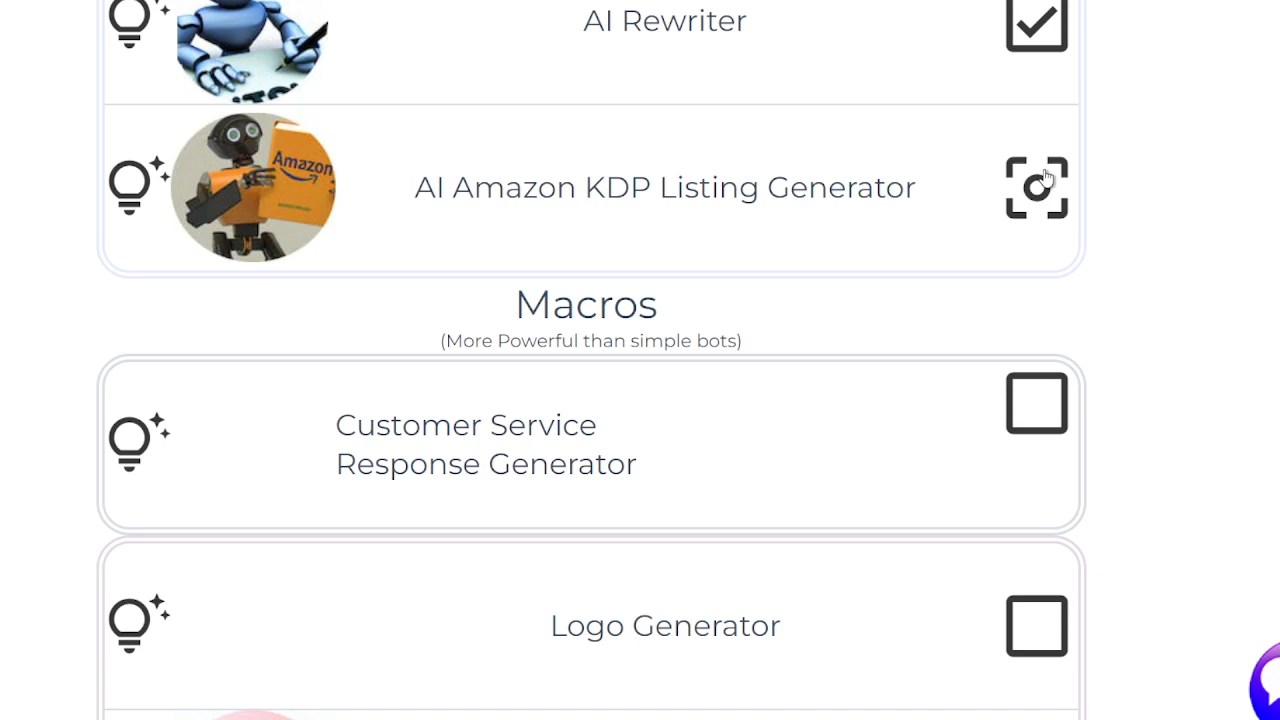 AI Rewriter
Amazon
AI Amazon KDP Listing Generator
Macros
(More Powerful than simple bots)
Customer Service
Response Generator
Logo Generator